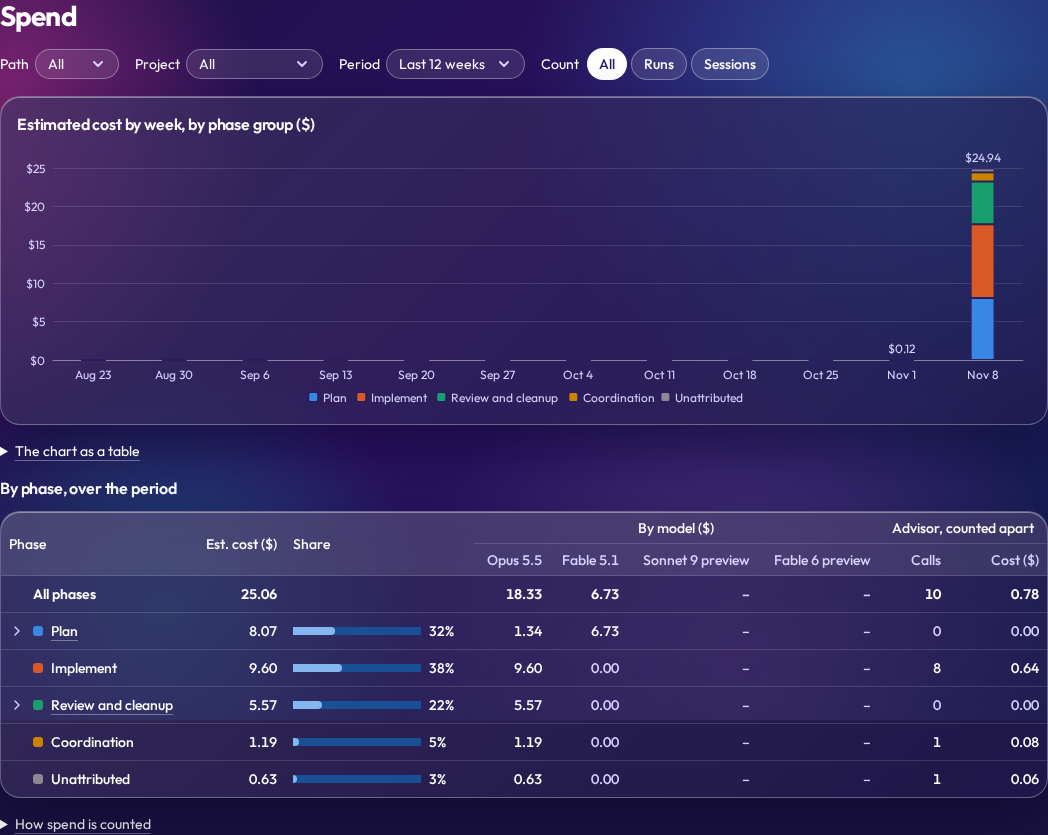 Spend
Path All Project All Period Last 12 weeks Count All Runs Sessions
Estimated cost by week, by phase group ($)
$24.94
$25
$20
$15
$10
$5
$0.12
$0
Aug 23 Aug 30 Sep 6 Sep 13 Sep 20 Sep 27 Oct 4 Oct 11 Oct 18 Oct 25 Nov 1 Nov 8
Plan Implement Review and cleanup Coordination Unattributed
The chart as a table
By phase, over the period
By model ($) Advisor, counted apart
Phase Est. cost ($) Share
Opus 5.5 Fable 5.1 Sonnet 9 preview Fable 6 preview Calls Cost ($)
All phases 25.06 18.33 6.73 – – 10 0.78
Plan 8.07 32% 1.34 6.73 – – 0 0.00
Implement 9.60 38% 9.60 0.00 – – 8 0.64
Review and cleanup 5.57 22% 5.57 0.00 – – 0 0.00
Coordination 1.19 5% 1.19 0.00 – – 1 0.08
Unattributed 0.63 3% 0.63 0.00 – – 1 0.06
How spend is counted